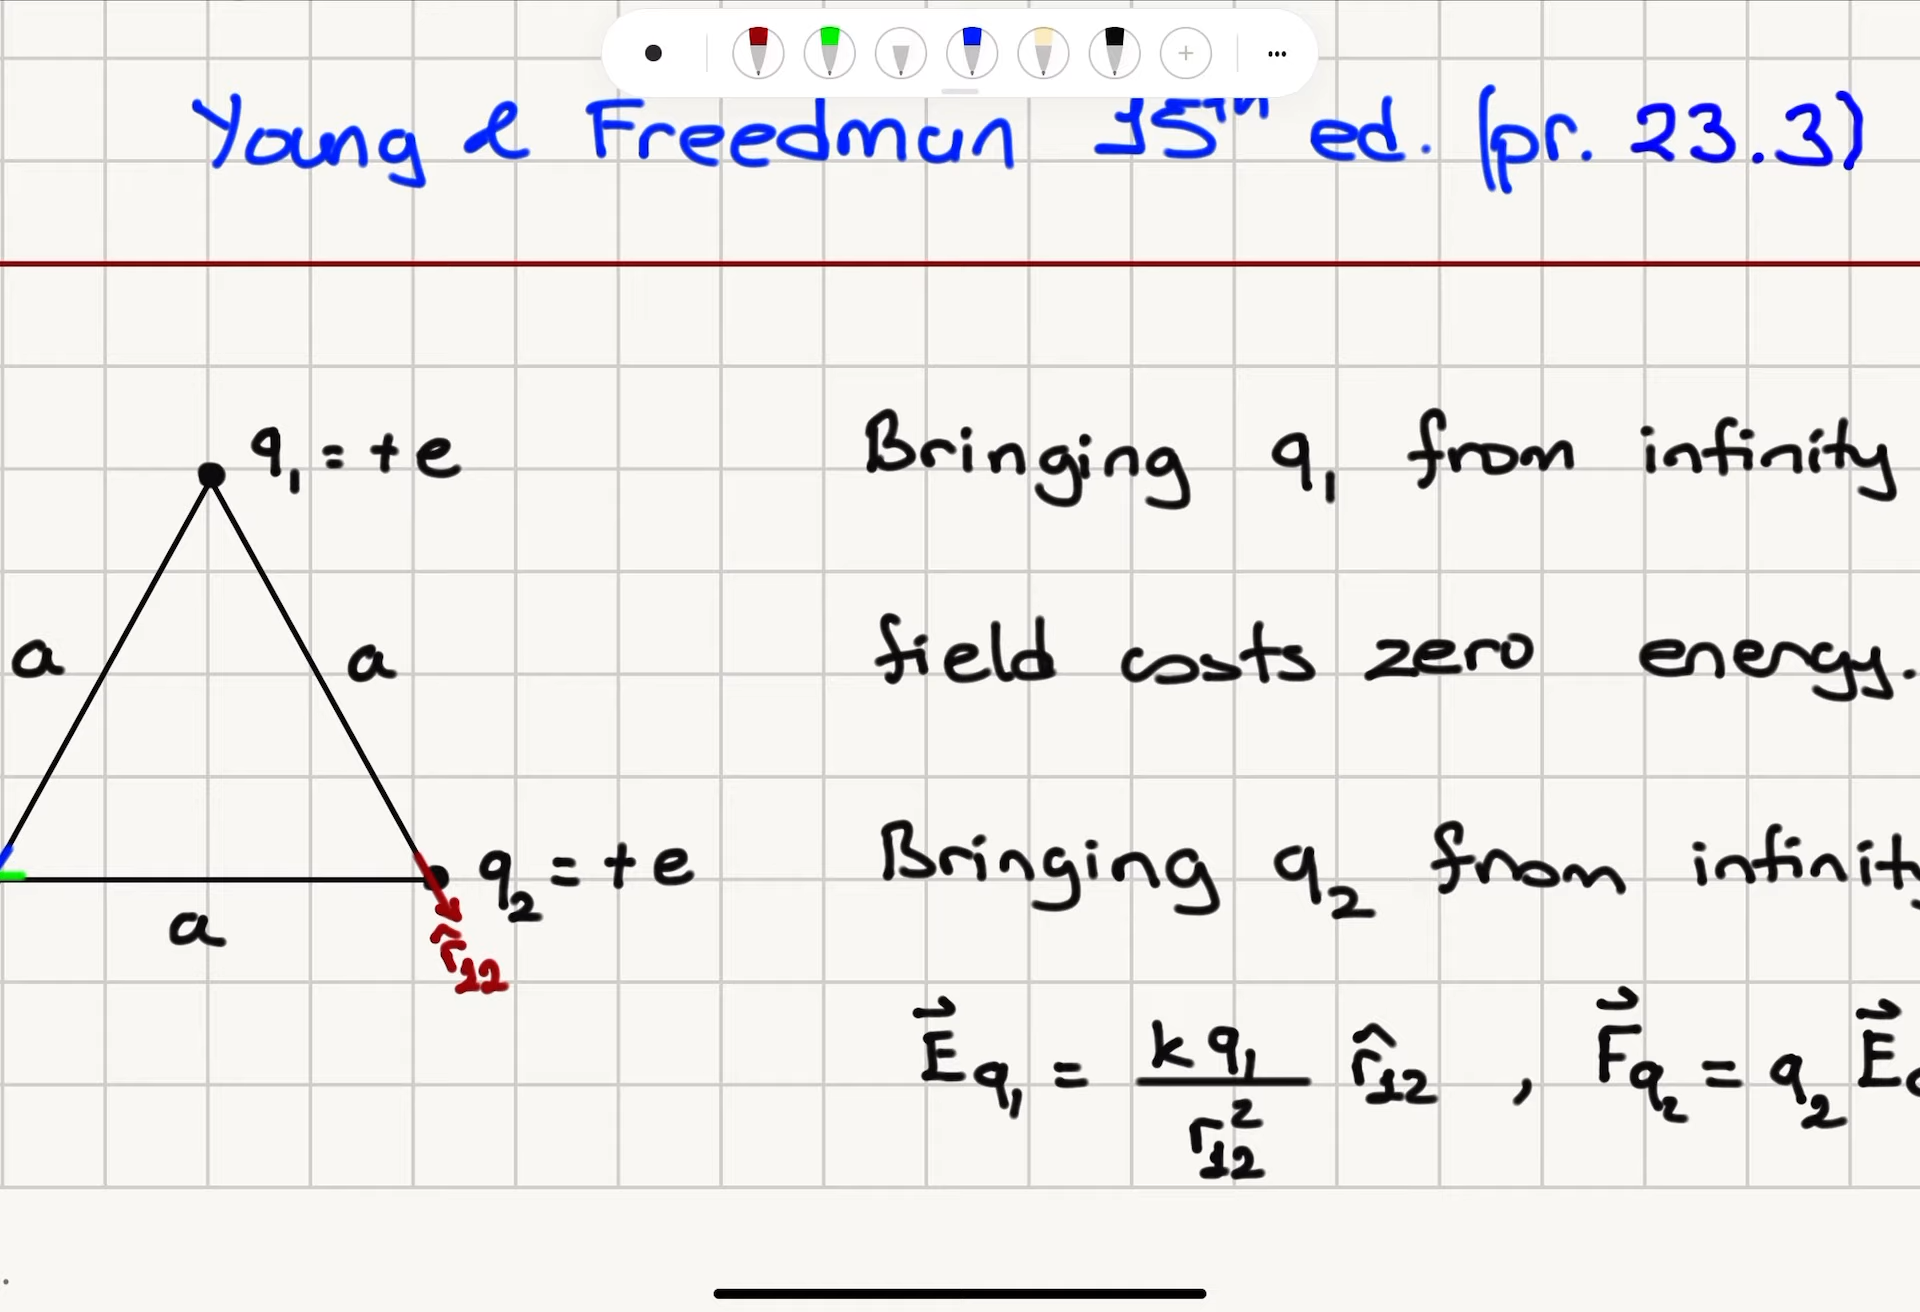 Young & Freedman 15th ed. (pr. 23.3)
q₁ = +e
Bringing q₁ from infinity
a
a
field costs zero energy.
q₂ = +e
Bringing q₂ from
a
r̂₁₂
E⃗q₁ = kq₁/r₁₂² r̂₁₂ , F⃗q₂ = q₂ E⃗